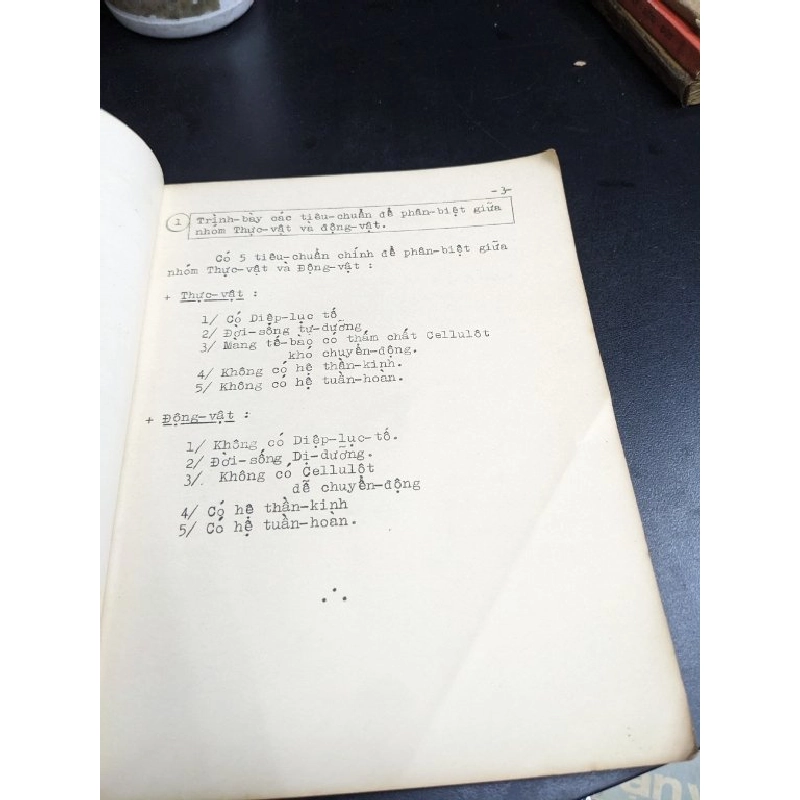 - 3-
1 Trình-bày các tiêu-chuẩn để phân-biệt giữa
nhóm Thực-vật và động-vật.
Có 5 tiêu-chuẩn chính để phân-biệt giữa
nhóm Thực-vật và Động-vật :
+ Thực-vật :
1/ Có Diệp-lục tố
2/ Đời-sống tự-dưỡng
3/ Màng tế-bào có thấm chất Cellulôt
khó chuyển-động.
4/ Không có hệ thần-kinh.
5/ Không có hệ tuần-hoàn.
+ Động-vật :
1/ Không có Diệp-lục-tố.
2/ Đời-sống Dị-dưỡng.
3/. Không có Cellulôt
dễ chuyển-động
4/ Có hệ thần-kinh
5/ Có hệ tuần-hoàn.